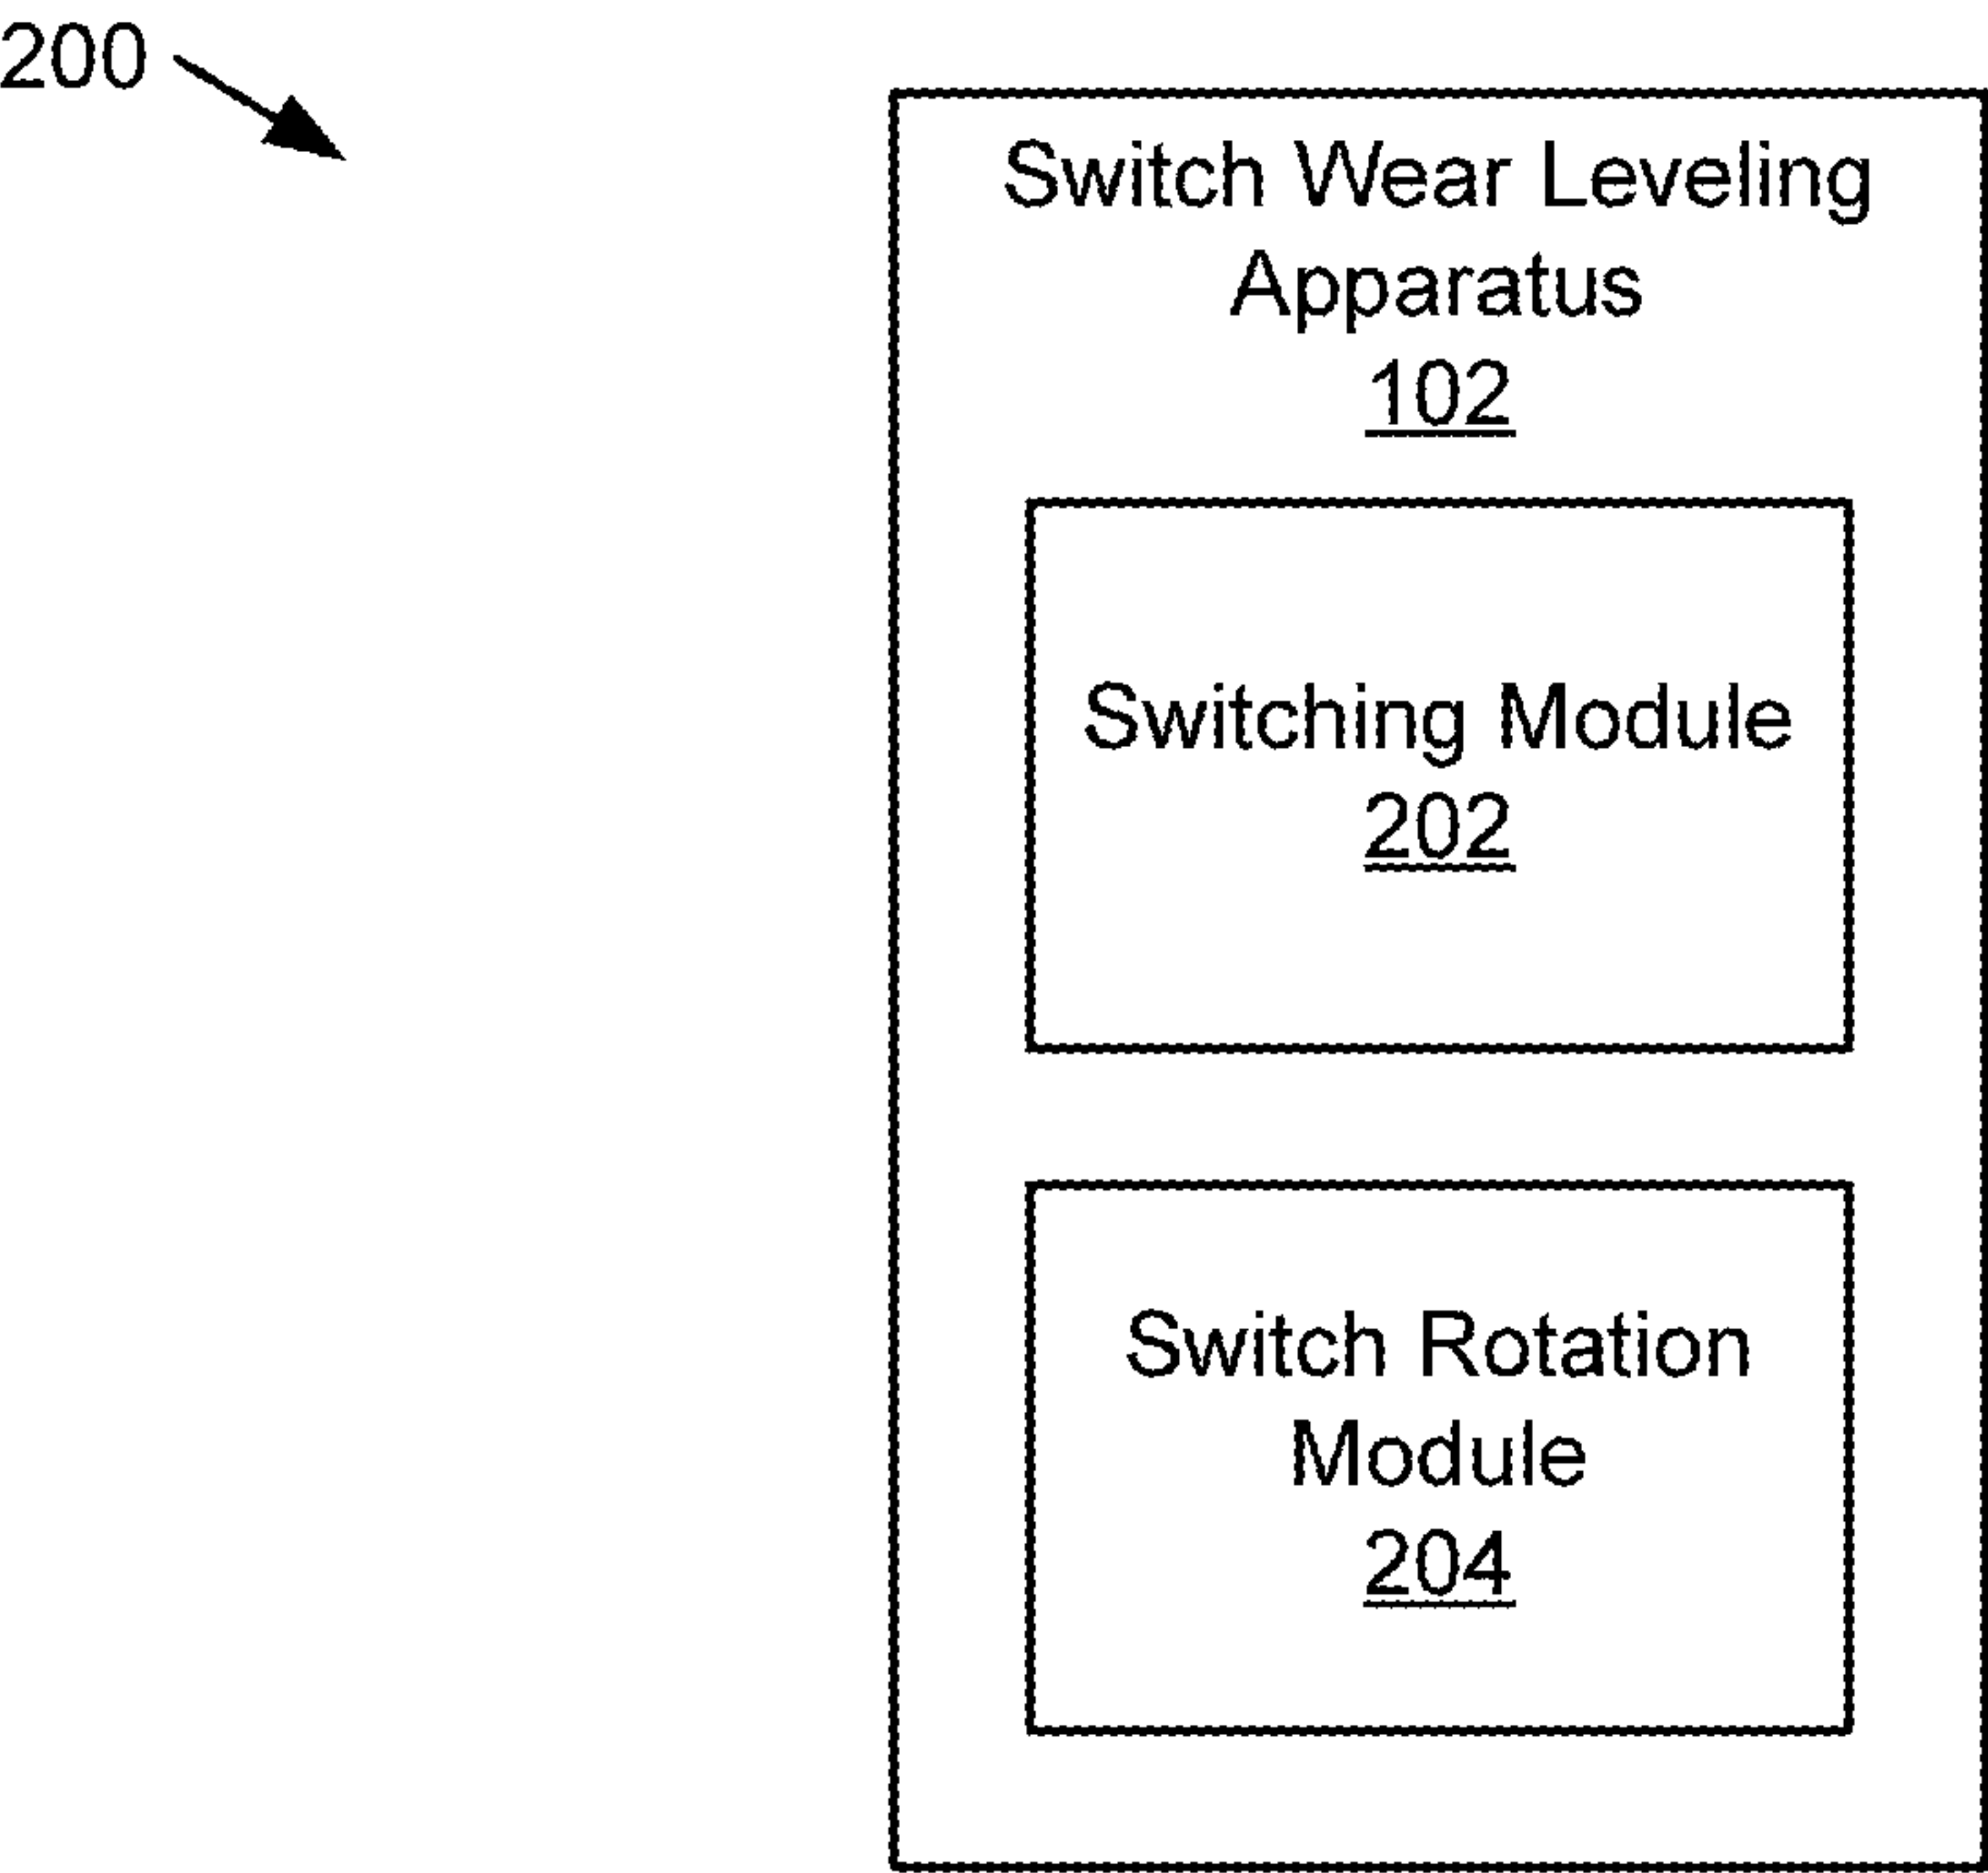 200
Switch Wear Leveling
Apparatus
102
Switching Module
202
Switch Rotation
Module
204